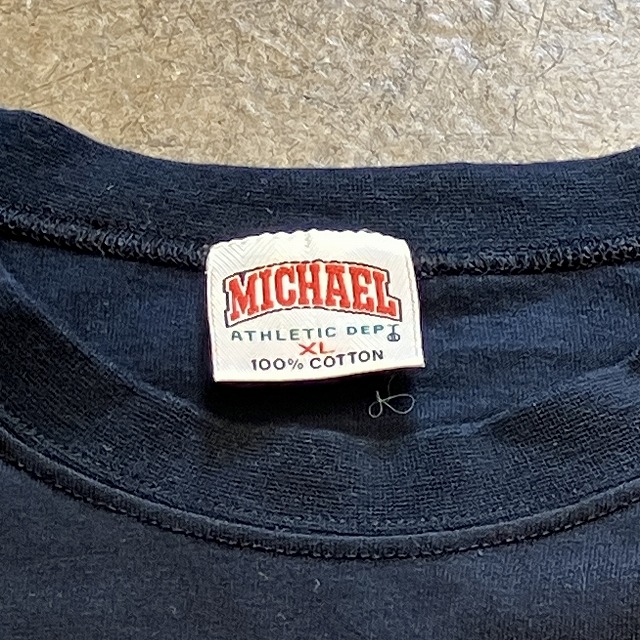 MICHAEL
ATHLETIC DEPT
XL
100% COTTON